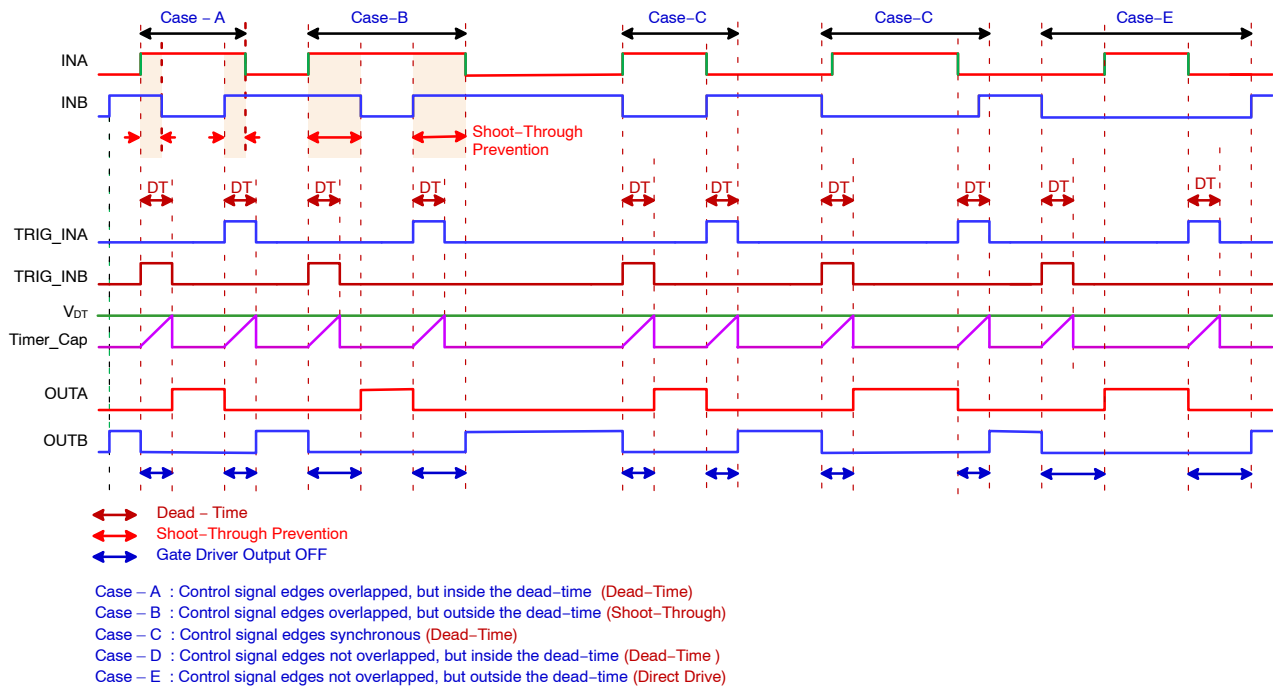 Case – A
Case–B
Case–C
Case–C
Case–E
INA
INB
Shoot–Through
Prevention
DT
DT
DT
DT
DT
DT
DT
DT
DT
DT
TRIG_INA
TRIG_INB
VDT
Timer_Cap
OUTA
OUTB
Dead – Time
Shoot–Through Prevention
Gate Driver Output OFF
Case – A : Control signal edges overlapped, but inside the dead–time (Dead–Time)
Case – B : Control signal edges overlapped, but outside the dead–time (Shoot–Through)
Case – C : Control signal edges synchronous (Dead–Time)
Case – D : Control signal edges not overlapped, but inside the dead–time (Dead–Time )
Case – E : Control signal edges not overlapped, but outside the dead–time (Direct Drive)